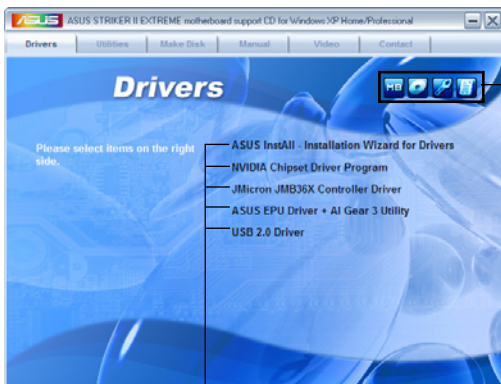 ASUS ASUS STRIKER II EXTREME motherboard support CD for Windows XP Home/Professional
Drivers Utilities Make Disk Manual Video Contact
Drivers
MB
Please select items on the right side.
ASUS InstAll - Installation Wizard for Drivers
NVIDIA Chipset Driver Program
JMicron JMB36X Controller Driver
ASUS EPU Driver + AI Gear 3 Utility
USB 2.0 Driver